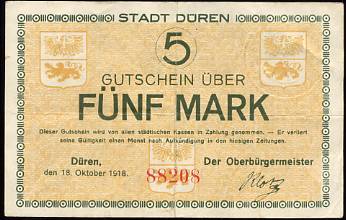 STADT DÜREN
5
GUTSCHEIN ÜBER
FÜNF MARK
Dieser Gutschein wird von allen städtischen Kassen in Zahlung genommen. — Er verliert
seine Gültigkeit einen Monat nach Aufkündigung in den hiesigen Zeitungen.
Düren, Der Oberbürgermeister
den 18. Oktober 1918.
88208